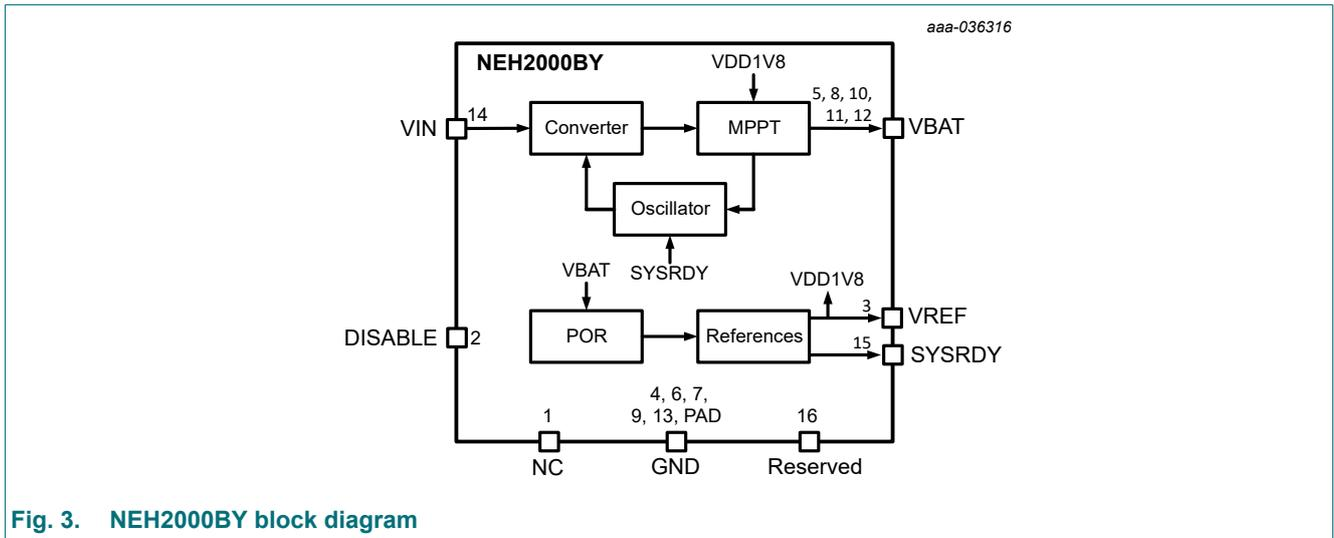 aaa-036316
NEH2000BY
VDD1V8
5, 8, 10,
11, 12
VIN
14
Converter
MPPT
VBAT
Oscillator
VBAT
SYSRDY
VDD1V8
DISABLE
2
POR
References
3
VREF
15
SYSRDY
1
4, 6, 7,
9, 13, PAD
16
NC
GND
Reserved
Fig. 3. NEH2000BY block diagram